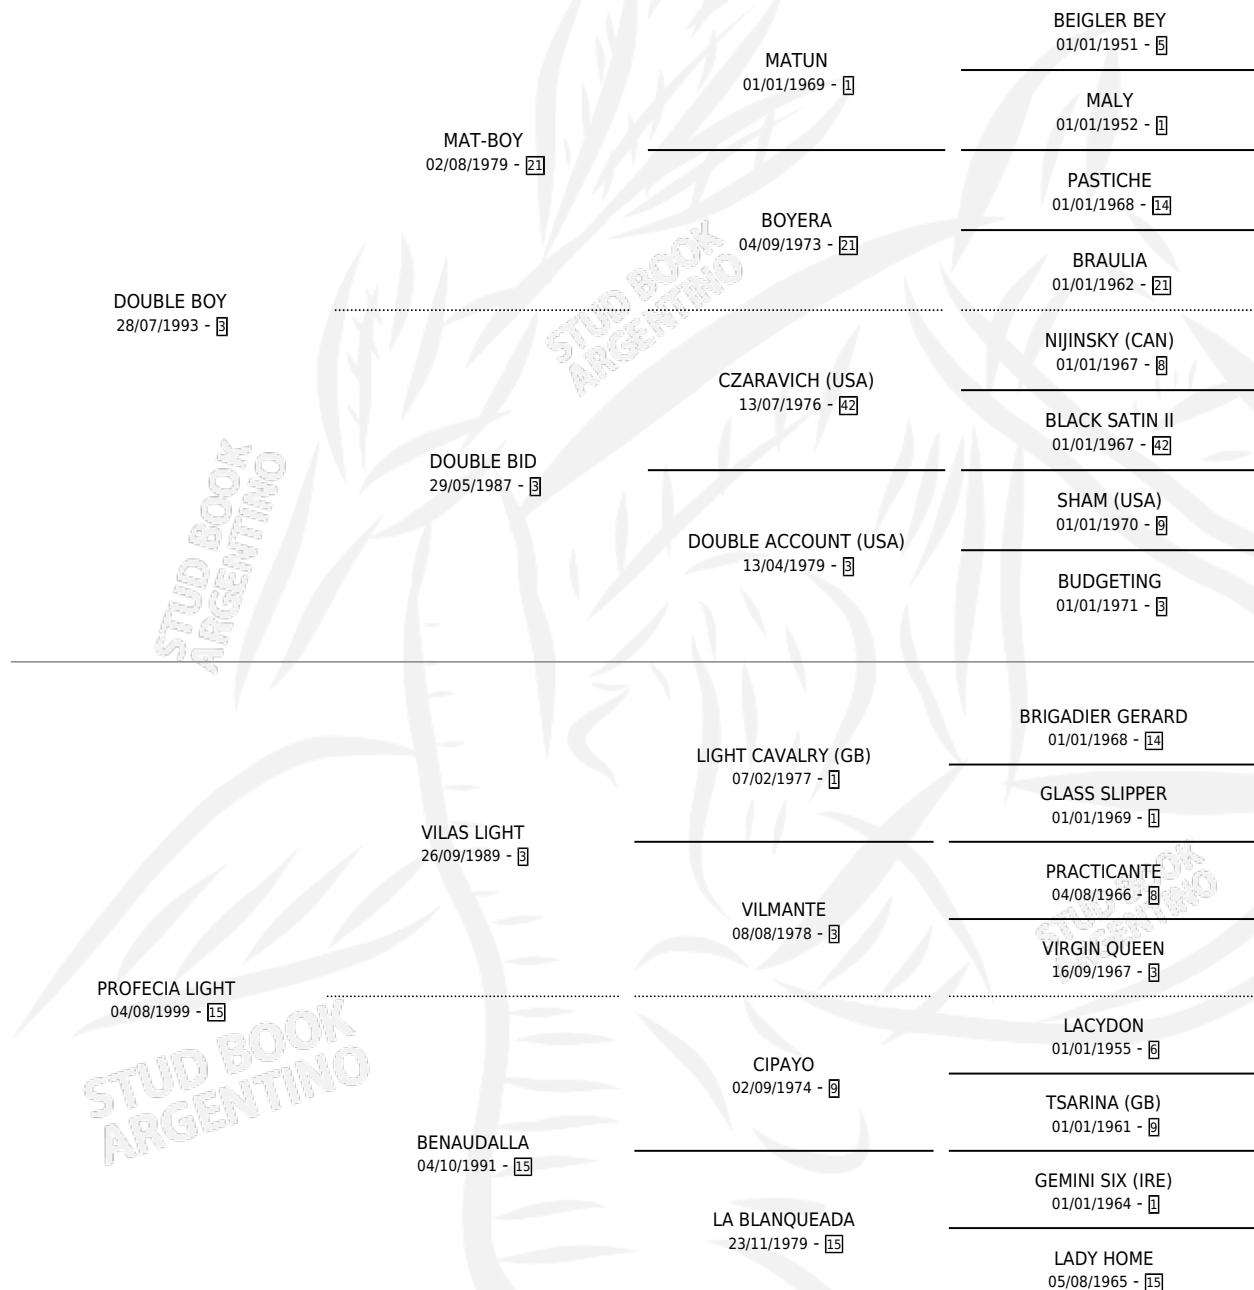 BEIGLER BEY
01/01/1951 - 5
MATUN
01/01/1969 - 1
MALY
01/01/1952 - 1
MAT-BOY
02/08/1979 - 21
PASTICHE
01/01/1968 - 14
BOYERA
04/09/1973 - 21
BRAULIA
01/01/1962 - 21
DOUBLE BOY
28/07/1993 - 3
STUD BOOK
ARGENTINO
NIJINSKY (CAN)
01/01/1967 - 8
CZARAVICH (USA)
13/07/1976 - 42
BLACK SATIN II
01/01/1967 - 42
DOUBLE BID
29/05/1987 - 3
SHAM (USA)
01/01/1970 - 9
DOUBLE ACCOUNT (USA)
13/04/1979 - 3
BUDGETING
01/01/1971 - 3
STUD BOOK
ARGENTINO
BRIGADIER GERARD
01/01/1968 - 14
LIGHT CAVALRY (GB)
07/02/1977 - 1
GLASS SLIPPER
01/01/1969 - 1
VILAS LIGHT
26/09/1989 - 3
PRACTICANTE
04/08/1966 - 8
VILMANTE
08/08/1978 - 3
STUD BOOK
ARGENTINO
VIRGIN QUEEN
16/09/1967 - 3
PROFECIA LIGHT
04/08/1999 - 15
STUD BOOK
ARGENTINO
LACYDON
01/01/1955 - 6
CIPAYO
02/09/1974 - 9
TSARINA (GB)
01/01/1961 - 9
BENAUDALLA
04/10/1991 - 15
GEMINI SIX (IRE)
01/01/1964 - 1
LA BLANQUEADA
23/11/1979 - 15
LADY HOME
05/08/1965 - 15